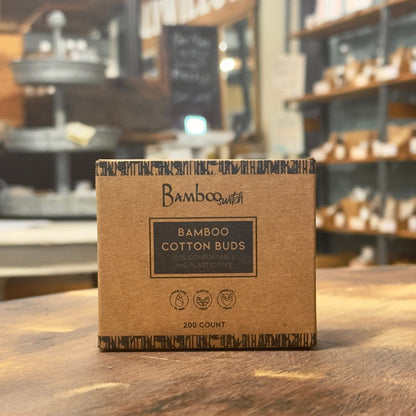 Bamboo switch
BAMBOO
COTTON BUDS
100% COMPOSTABLE
AND PLASTIC FREE
200 COUNT